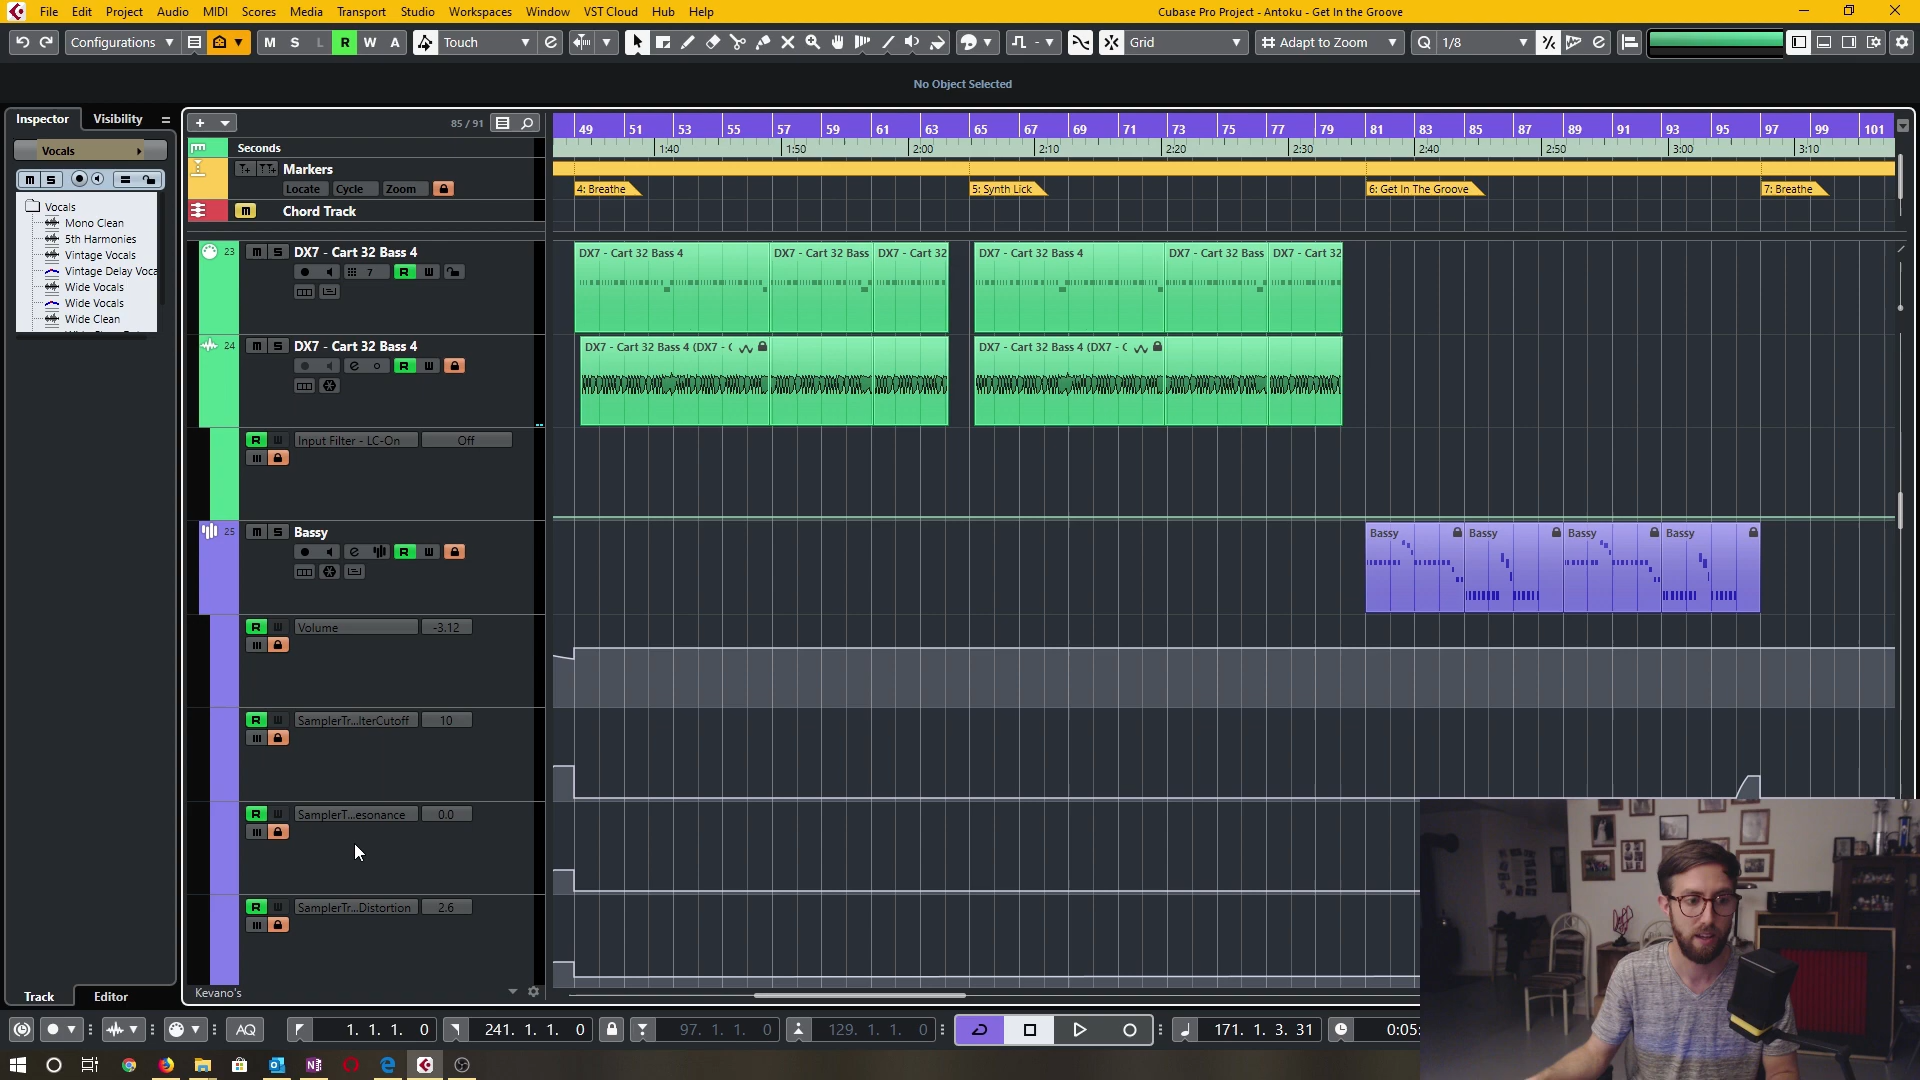 File Edit Project Audio MIDI Scores Media Transport Studio Workspaces Window VST Cloud Hub Help
Cubase Pro Project - Antoku - Get In the Groove
Configurations M S L R W A Touch Grid Adapt to Zoom Q 1/8
No Object Selected
Inspector Visibility
85 / 91
49 51 53 55 57 59 61 63 65 67 69 71 73 75 77 79 81 83 85 87 89 91 93 95 97 99 101
Vocals
Seconds
1:40 1:50 2:00 2:10 2:20 2:30 2:40 2:50 3:00 3:10
Markers
M S
Locate Cycle Zoom
4: Breathe 5: Synth Lick 6: Get In The Groove 7: Breathe
Vocals
Mono Clean
5th Harmonies
Vintage Vocals
Vintage Delay Voca
Wide Vocals
Wide Vocals
Wide Clean
M Chord Track
23 M S DX7 - Cart 32 Bass 4
7 R W
DX7 - Cart 32 Bass 4 DX7 - Cart 32 Bass DX7 - Cart 32 DX7 - Cart 32 Bass 4 DX7 - Cart 32 Bass DX7 - Cart 32
24 M S DX7 - Cart 32 Bass 4
e R W
DX7 - Cart 32 Bass 4 (DX7 - ( DX7 - Cart 32 Bass 4 (DX7 - C
R W Input Filter - LC-On Off
25 M S Bassy
e R W
Bassy Bassy Bassy Bassy
R W Volume -3.12
R W SamplerTr...lterCutoff 10
R W SamplerT...esonance 0.0
R W SamplerTr...Distortion 2.6
Kevano's
Track Editor
AQ 1. 1. 1. 0 241. 1. 1. 0 97. 1. 1. 0 129. 1. 1. 0 171. 1. 3. 31 0:05: